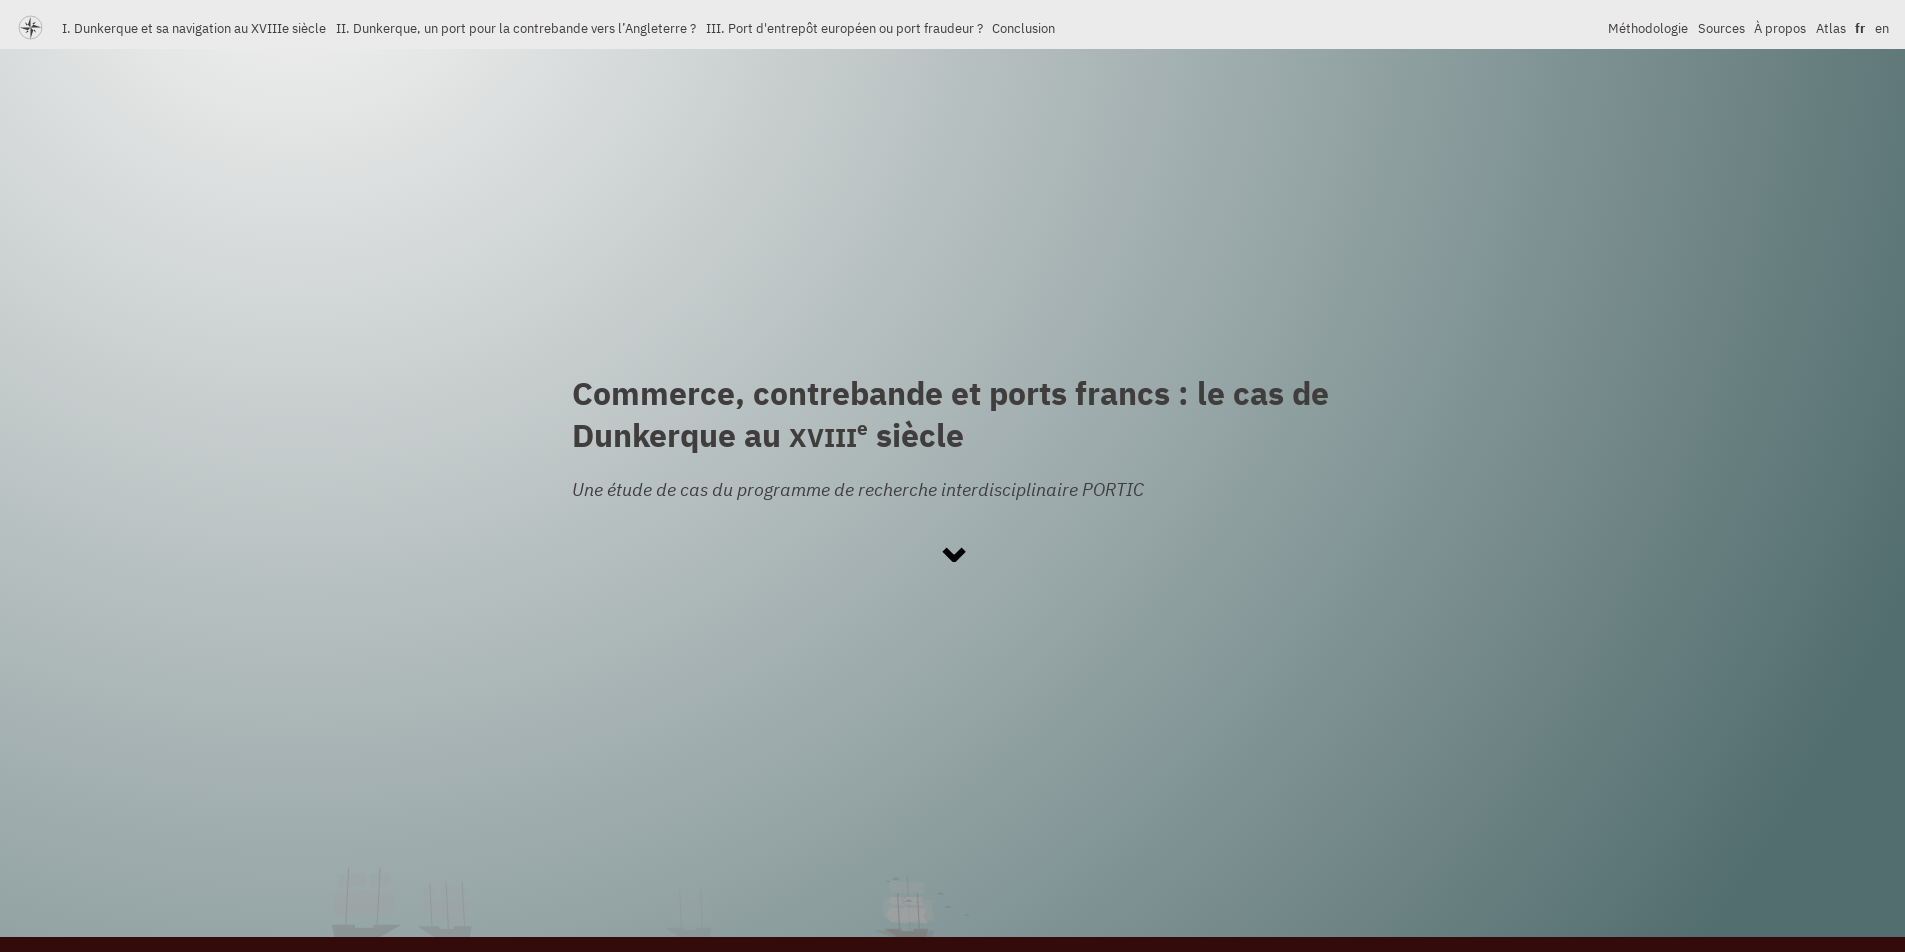 I. Dunkerque et sa navigation au XVIIIe siècle II. Dunkerque, un port pour la contrebande vers l’Angleterre ? III. Port d'entrepôt européen ou port fraudeur ? Conclusion Méthodologie Sources À propos Atlas fr en
Commerce, contrebande et ports francs : le cas de
Dunkerque au XVIIIe siècle
Une étude de cas du programme de recherche interdisciplinaire PORTIC